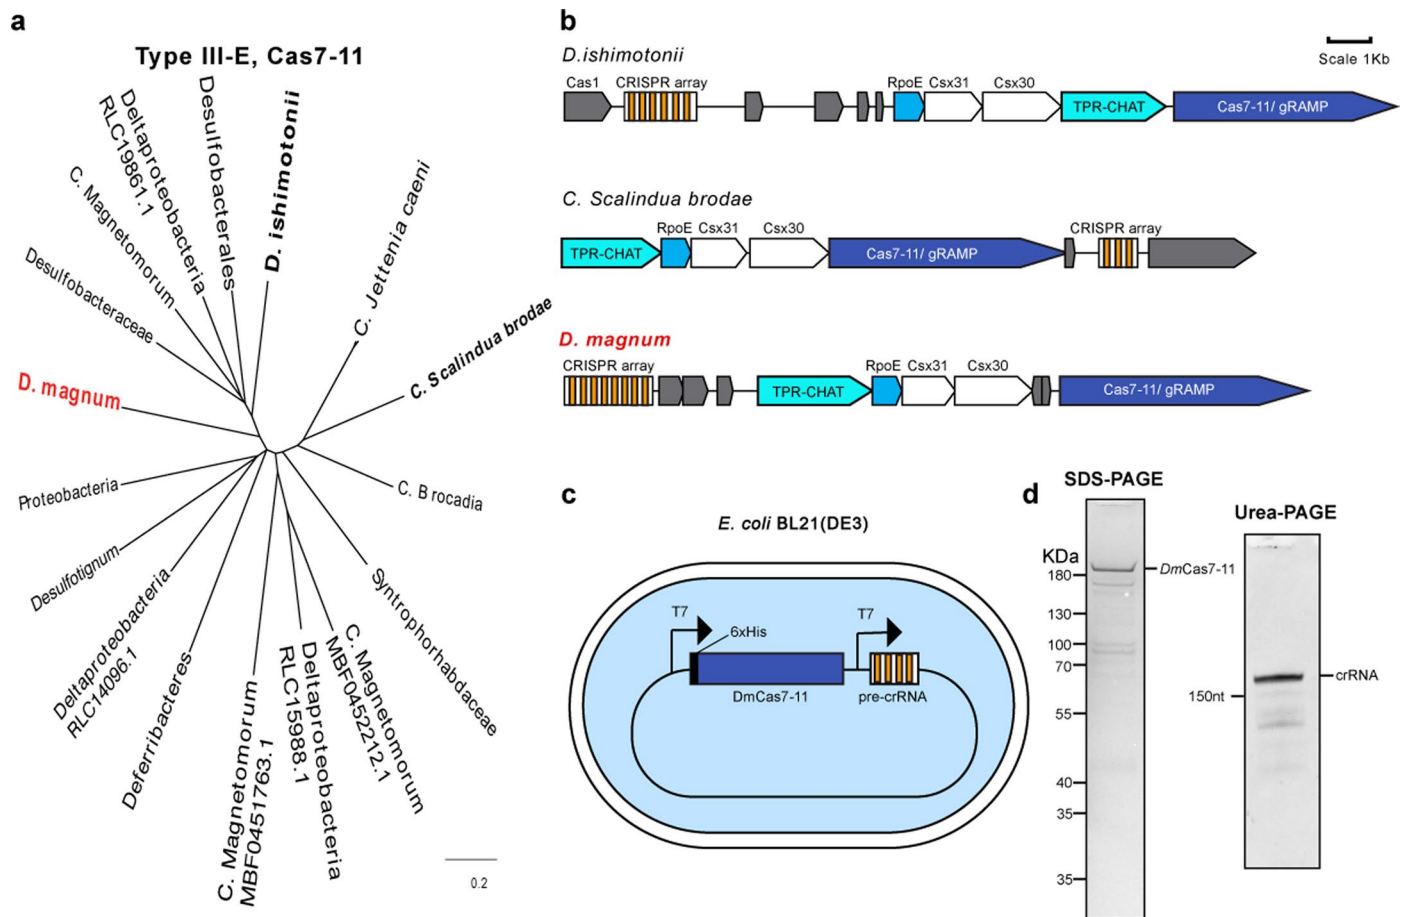 a
Type III-E, Cas7-11
Deltaproteobacteria
RLC19861.1
Desulfobacterales
D. ishimotonii
C. Jettenia caeni
C. Magnetomorum
Desulfobacteraceae
C. Scalindua brodae
D. magnum
Proteobacteria
C. Brocadia
Desulfotignum
Deltaproteobacteria
RLC14096.1
Deferribacteres
C. Magnetomorum
MBF0451763.1
Deltaproteobacteria
RLC15988.1
C. Magnetomorum
MBF0452212.1
Syntrophorhabdaceae
0.2
b
D.ishimotonii
Scale 1Kb
Cas1 CRISPR array RpoE Csx31 Csx30
TPR-CHAT Cas7-11/ gRAMP
C. Scalindua brodae
RpoE Csx31 Csx30 CRISPR array
TPR-CHAT Cas7-11/ gRAMP
D. magnum
CRISPR array RpoE Csx31 Csx30
TPR-CHAT Cas7-11/ gRAMP
c
E. coli BL21(DE3)
T7 T7
6xHis
DmCas7-11 pre-crRNA
d
SDS-PAGE
KDa
180
130
100
70
55
40
35
35
DmCas7-11
Urea-PAGE
crRNA
150nt